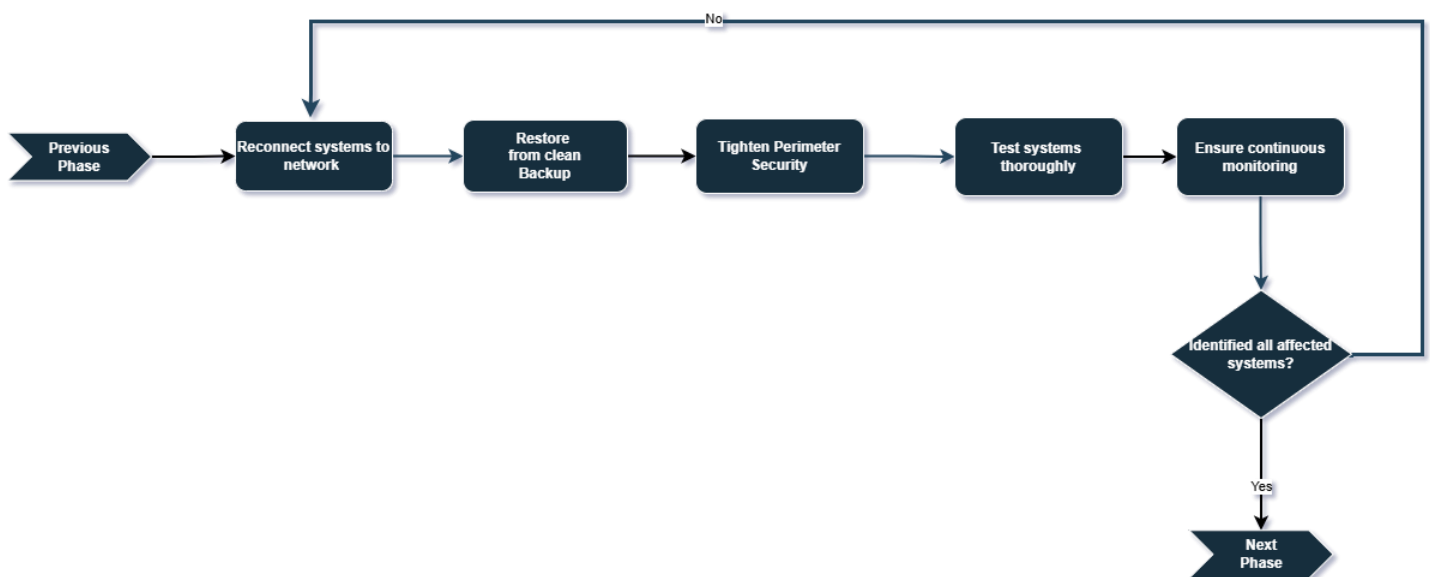 No
Previous
Phase
Reconnect systems to
network
Restore
from clean
Backup
Tighten Perimeter
Security
Test systems
thoroughly
Ensure continuous
monitoring
Identified all affected
systems?
Yes
Next
Phase